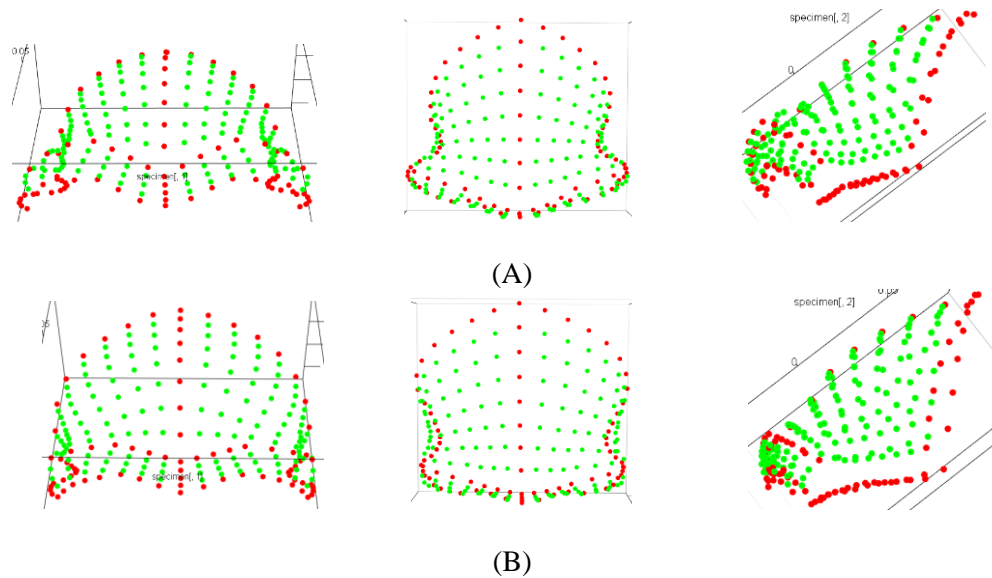 0.05
specimen[, 2]
0.
specimen[, 1]
(A)
specimen[, 2]
0.
specimen[, 1]
(B)